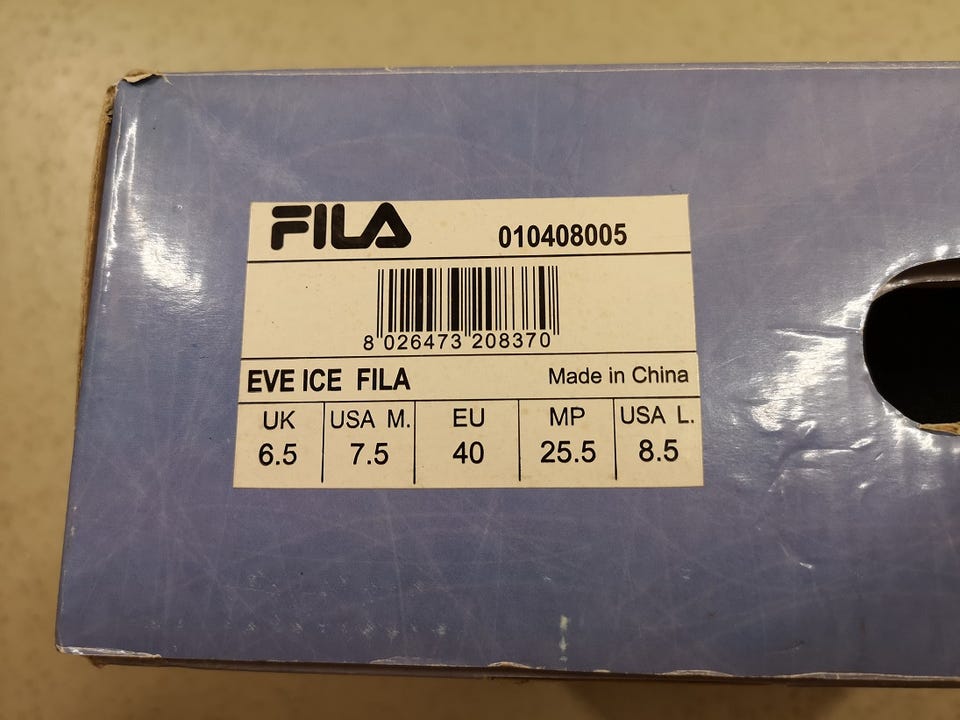 FILA 010408005
8 026473 208370
EVE ICE FILA Made in China
UK USA M. EU MP USA L.
6.5 7.5 40 25.5 8.5